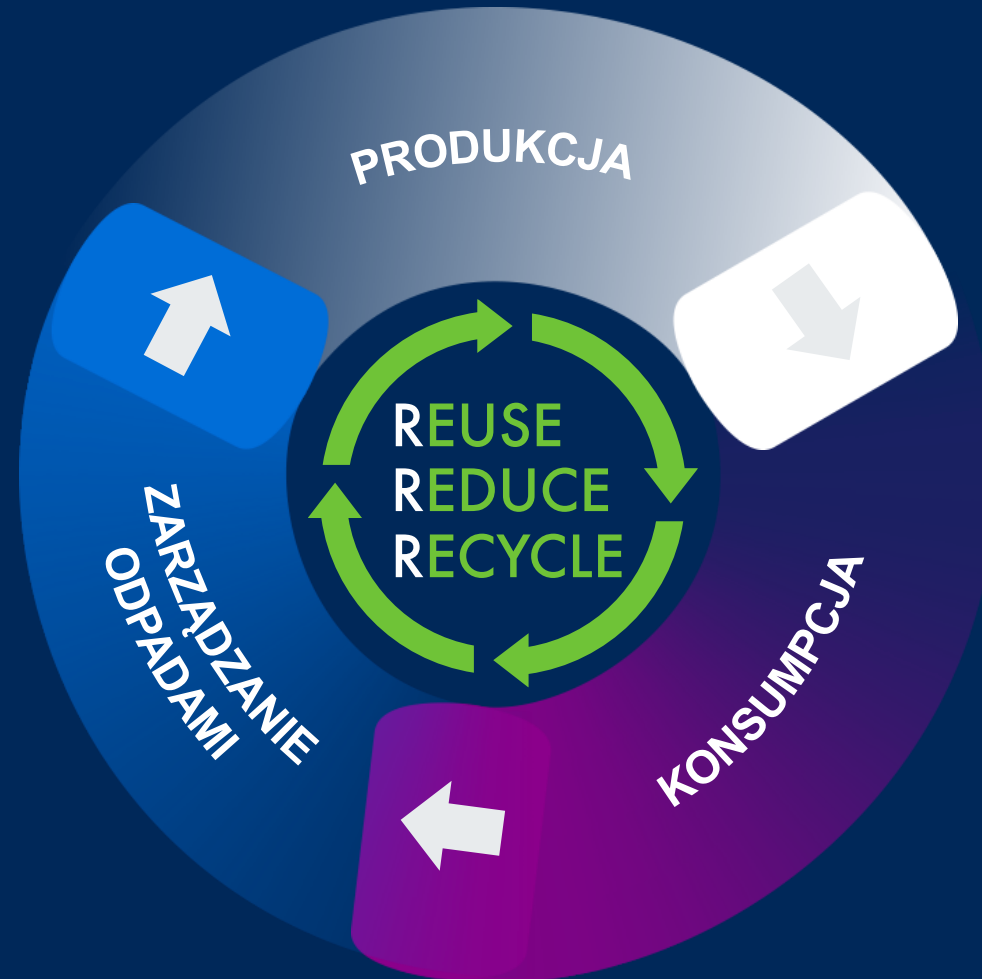 PRODUKCJA
REUSE
REDUCE
RECYCLE
ZARZĄDZANIE
ODPADAMI
KONSUMPCJA